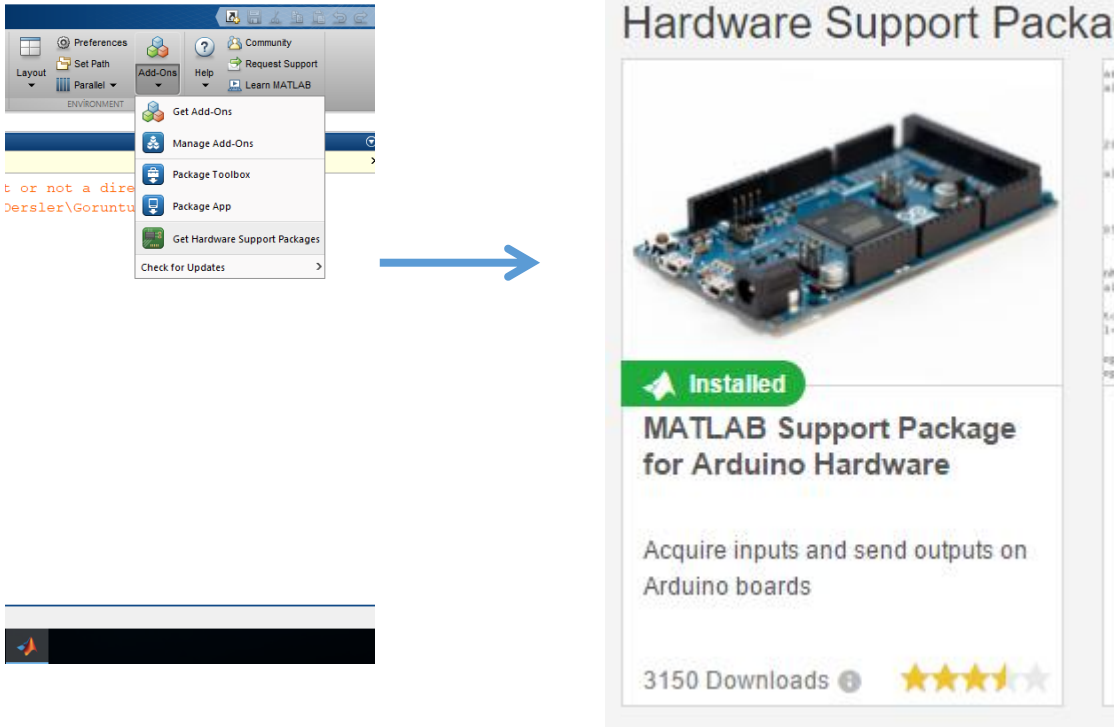 Preferences
Community
Set Path
Request Support
Layout
Add-Ons
Help
Parallel
Learn MATLAB
ENVIRONMENT
Get Add-Ons
Manage Add-Ons
Package Toolbox
t or not a dire
Dersler\Goruntu
Package App
Get Hardware Support Packages
Check for Updates
Hardware Support Packa
Installed
MATLAB Support Package
for Arduino Hardware
Acquire inputs and send outputs on
Arduino boards
3150 Downloads